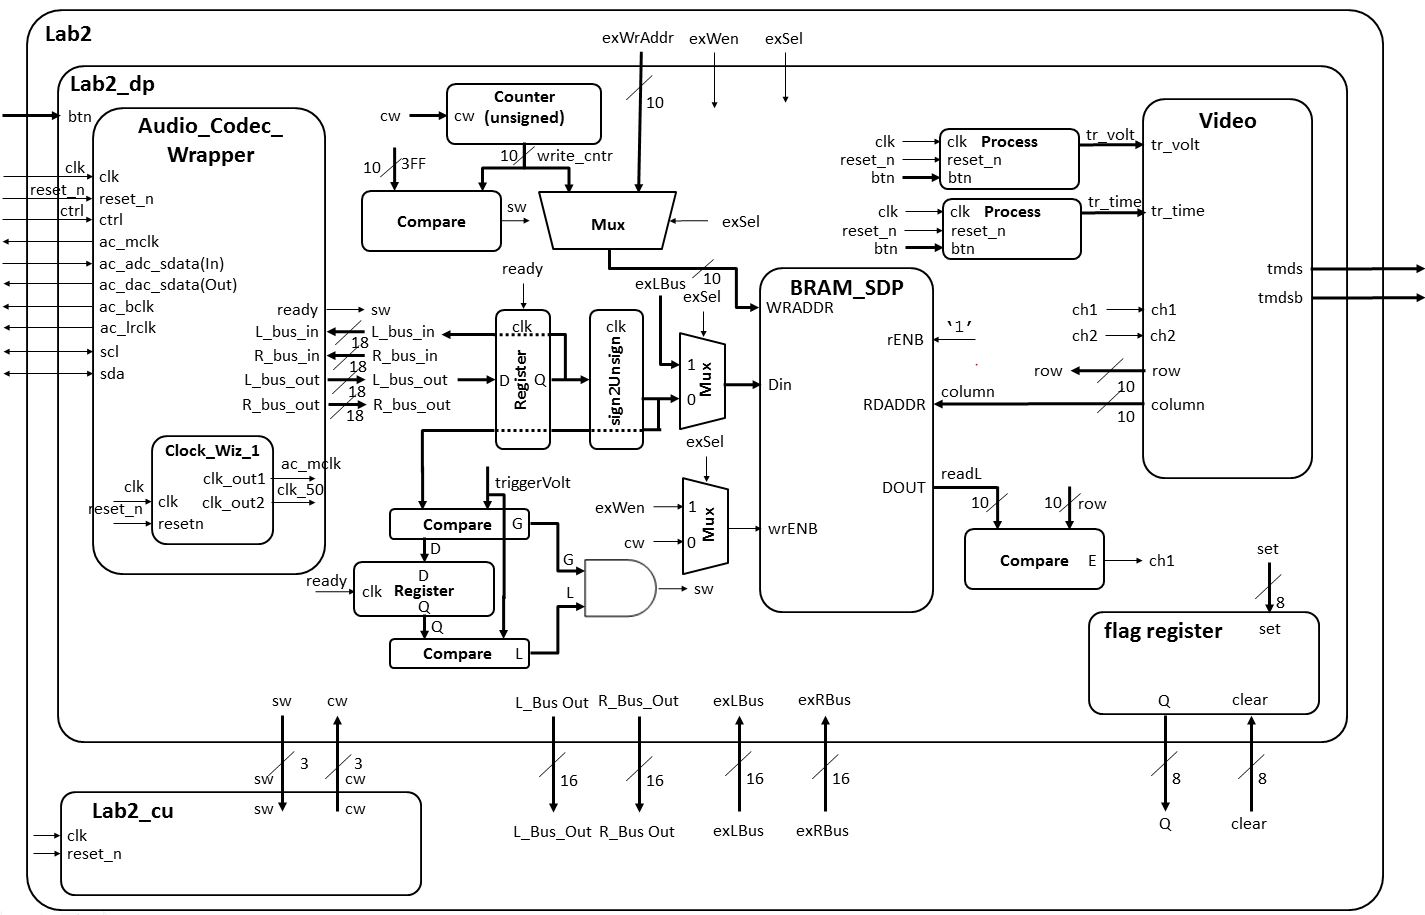 Lab2
exWrAddr exWen exSel
10
Lab2_dp
btn
Audio_Codec_
Wrapper
clk
clk
reset_n
reset_n
ctrl
ctrl
ac_mclk
ac_adc_sdata(In)
ac_dac_sdata(Out)
ac_bclk
ac_lrclk
scl
sda
ready
sw
L_bus_in
18
L_bus_in
R_bus_in
18
R_bus_in
L_bus_out
18
L_bus_out
R_bus_out
18
R_bus_out
Clock_Wiz_1
clk_out1
ac_mclk
clk_out2
clk_50
clk
clk
reset_n
resetn
cw
cw
Counter
(unsigned)
10
write_cntr
10
3FF
Compare
sw
Mux
exSel
10
ready
clk
D
Q
Register
clk
sign2Unsign
exLBus
exSel
1
0
Mux
exSel
exWen
1
cw
0
Mux
triggerVolt
Compare
G
D
ready
clk
D
Register
Q
Q
Compare
L
G
L
sw
BRAM_SDP
WRADDR
rENB
'1'
Din
RDADDR
column
DOUT
readL
wrENB
clk
clk
Process
reset_n
reset_n
btn
btn
tr_volt
clk
clk
Process
reset_n
reset_n
btn
btn
tr_time
Video
tr_volt
tr_time
tmds
tmdsb
ch1
ch1
ch2
ch2
row
row
10
column
10
10
10
row
Compare
E
ch1
set
8
flag register
set
Q
clear
8
8
Q
clear
sw
cw
3
3
sw
cw
sw
cw
Lab2_cu
clk
reset_n
L_Bus Out
R_Bus_Out
exLBus
exRBus
16
16
16
16
L_Bus_Out
R_Bus Out
exLBus
exRBus